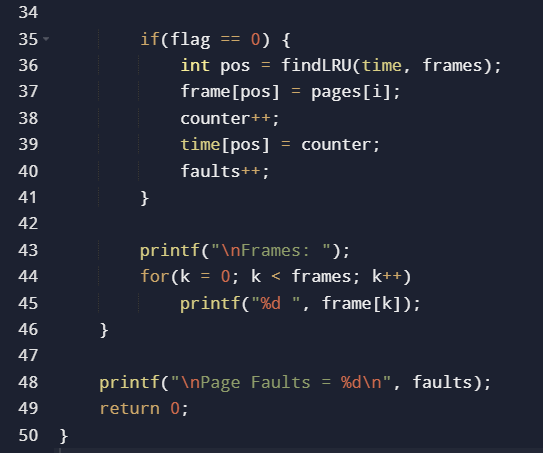 34
35 if(flag == 0) {
36 int pos = findLRU(time, frames);
37 frame[pos] = pages[i];
38 counter++;
39 time[pos] = counter;
40 faults++;
41 }
42
43 printf("\nFrames: ");
44 for(k = 0; k < frames; k++)
45 printf("%d ", frame[k]);
46 }
47
48 printf("\nPage Faults = %d\n", faults);
49 return 0;
50 }